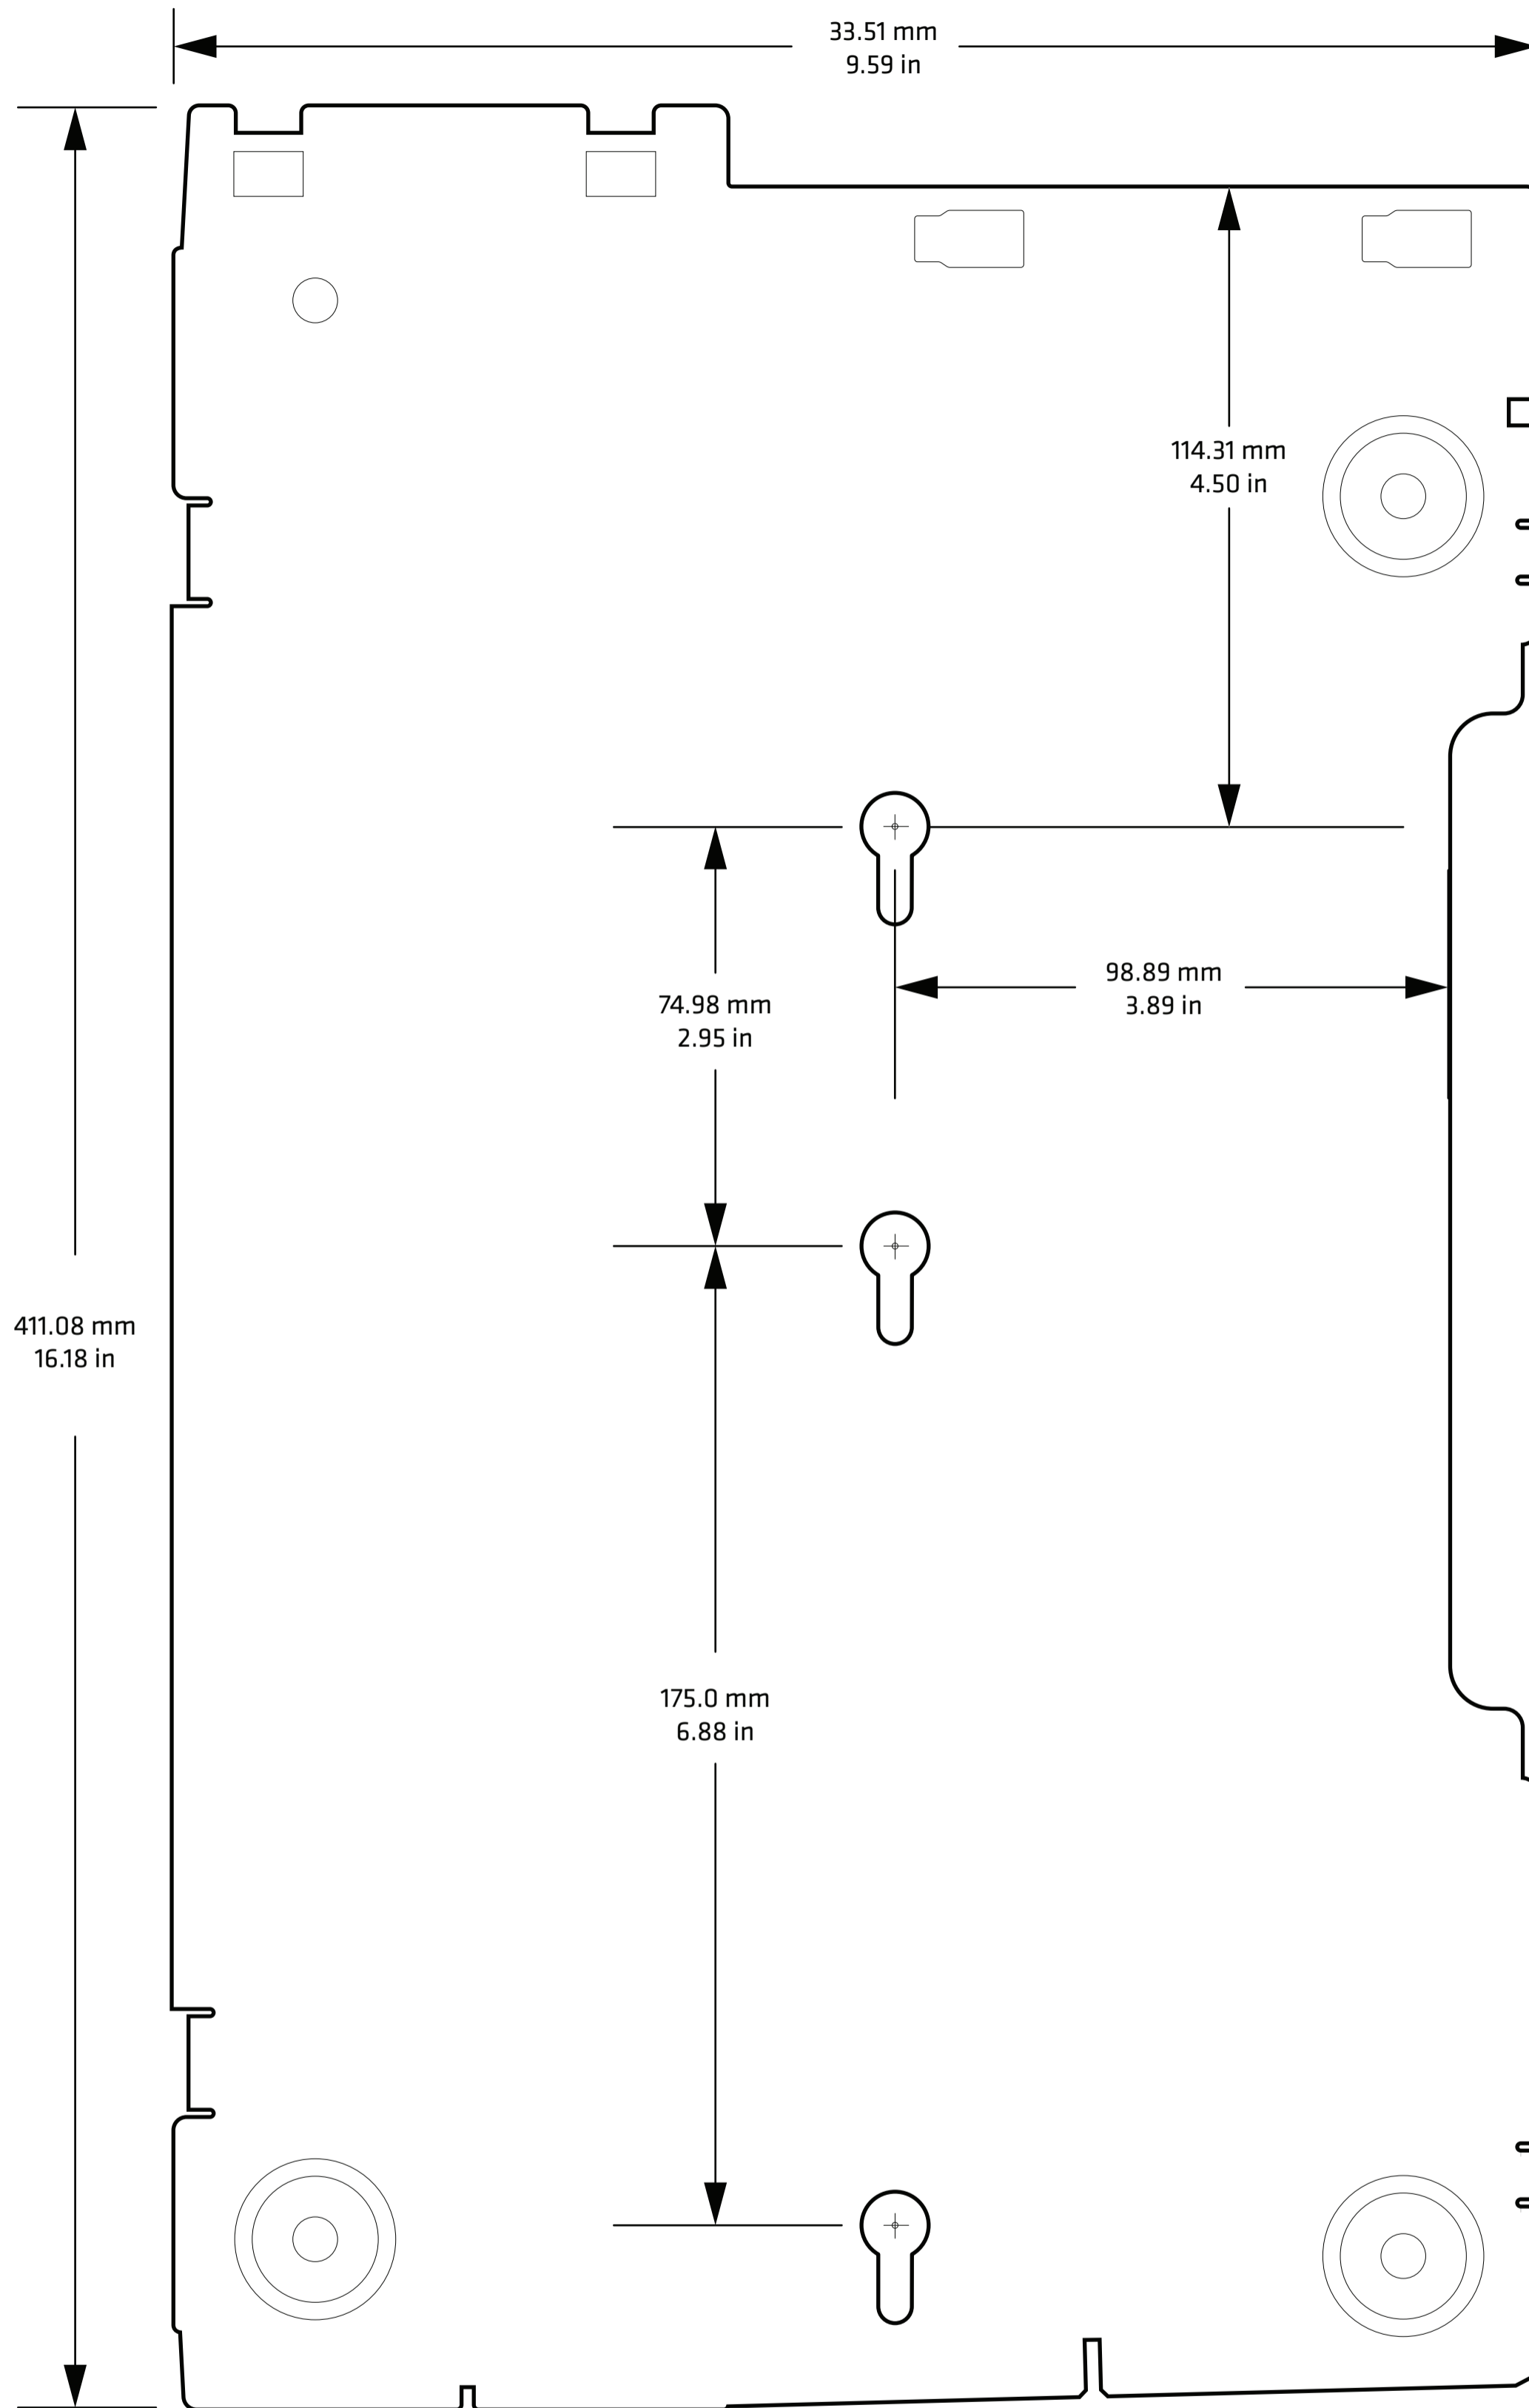 33.51 mm
9.59 in
114.31 mm
4.50 in
98.89 mm
3.89 in
74.98 mm
2.95 in
411.08 mm
16.18 in
175.0 mm
6.88 in